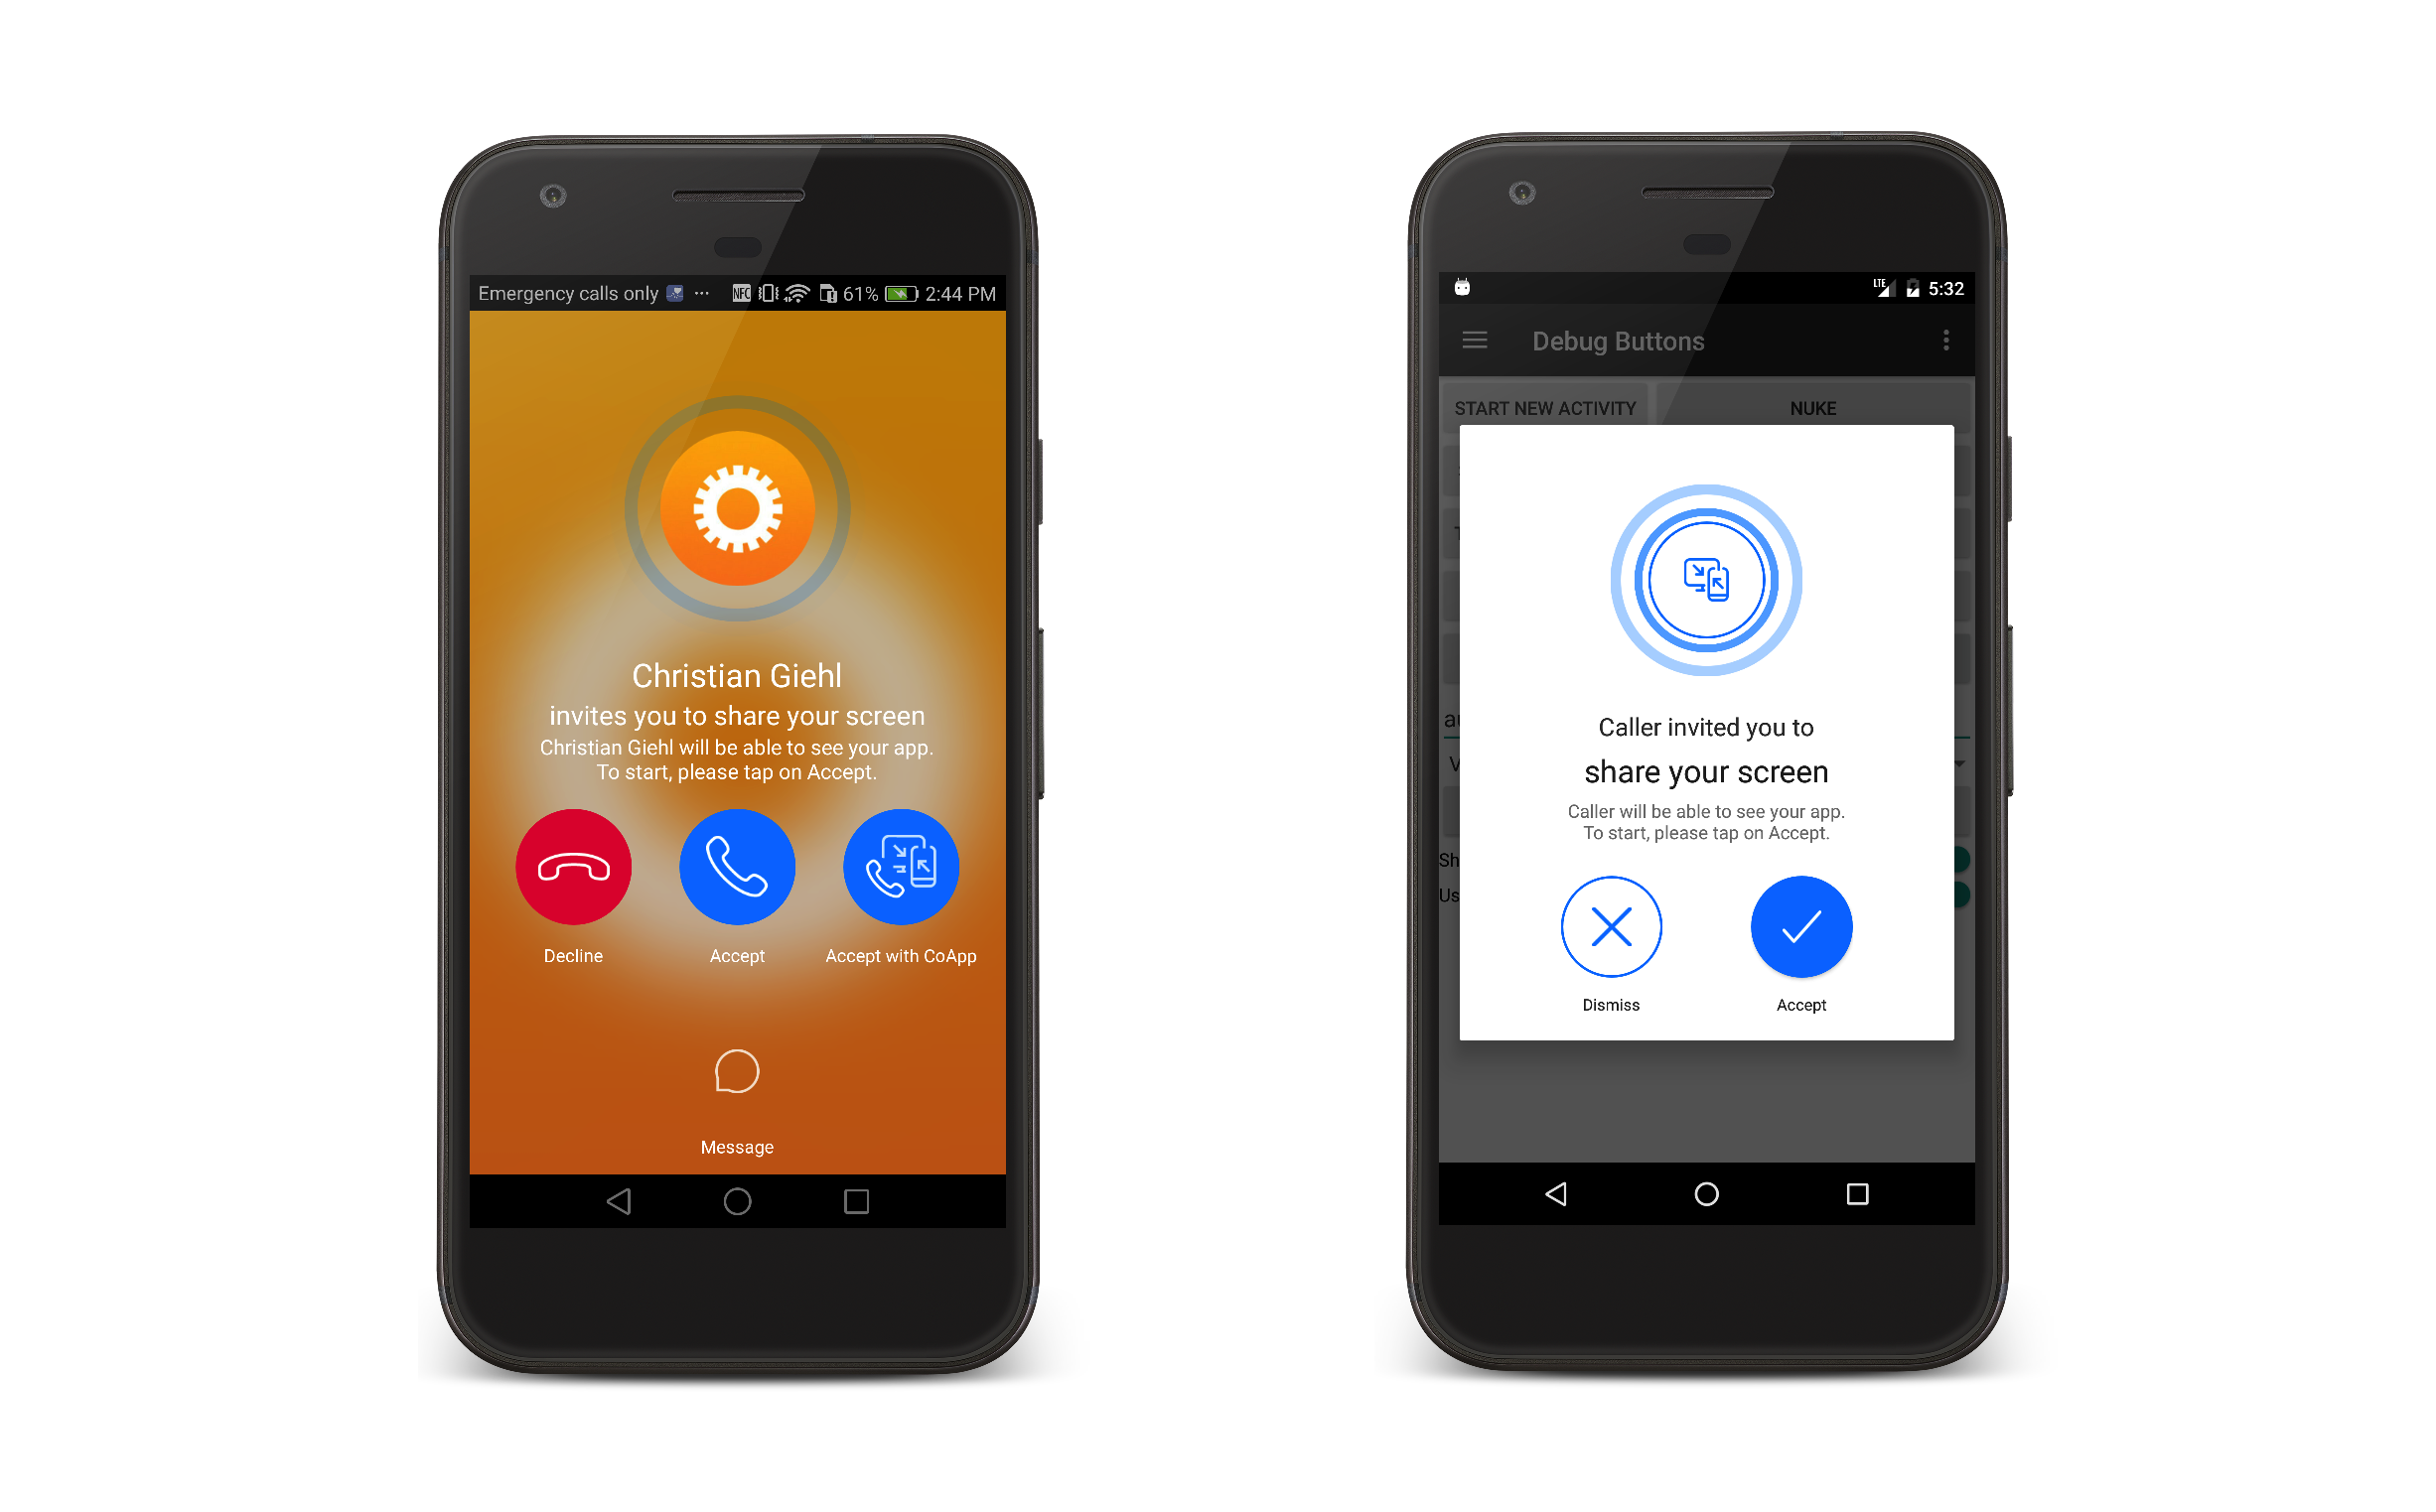 Emergency calls only ... NFC 61% 2:44 PM
Christian Giehl
invites you to share your screen
Christian Giehl will be able to see your app.
To start, please tap on Accept.
Decline Accept Accept with CoApp
Message
LTE 5:32
Debug Buttons
START NEW ACTIVITY NUKE
Caller invited you to
share your screen
Caller will be able to see your app.
To start, please tap on Accept.
Dismiss Accept